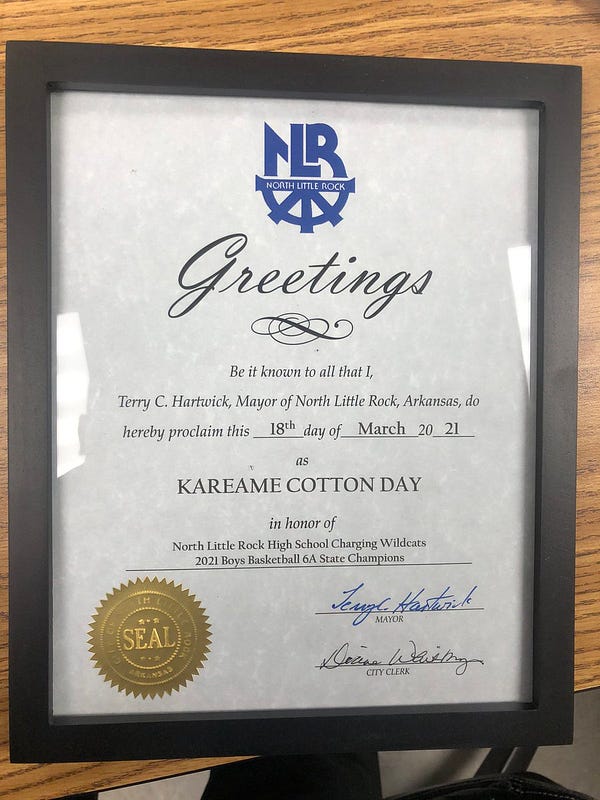 NLR
NORTH LITTLE ROCK
Greetings
Be it known to all that I,
Terry C. Hartwick, Mayor of North Little Rock, Arkansas, do
hereby proclaim this 18th day of March 20 21
as
KAREAME COTTON DAY
in honor of
North Little Rock High School Charging Wildcats
2021 Boys Basketball 6A State Champions
Terry C. Hartwick
MAYOR
CITY CLERK
SEAL
ARKANSAS